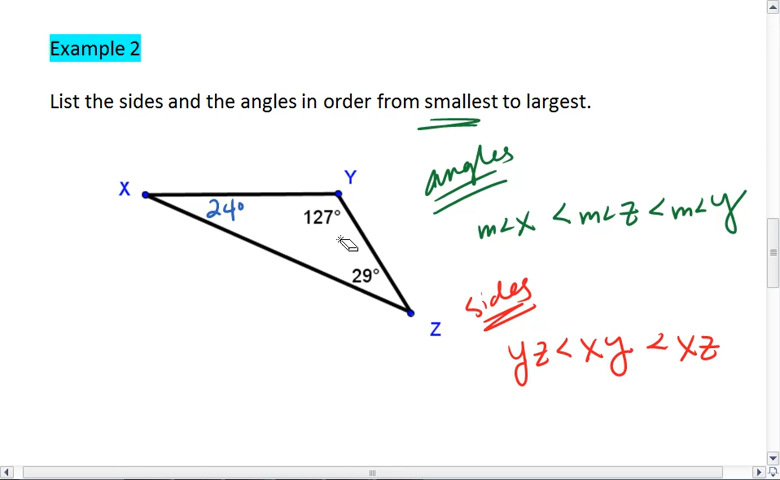 Example 2
List the sides and the angles in order from smallest to largest.
X
Y
24°
127°
29°
Z
angles
m<X < m<Z < m<Y
sides
YZ < XY < XZ